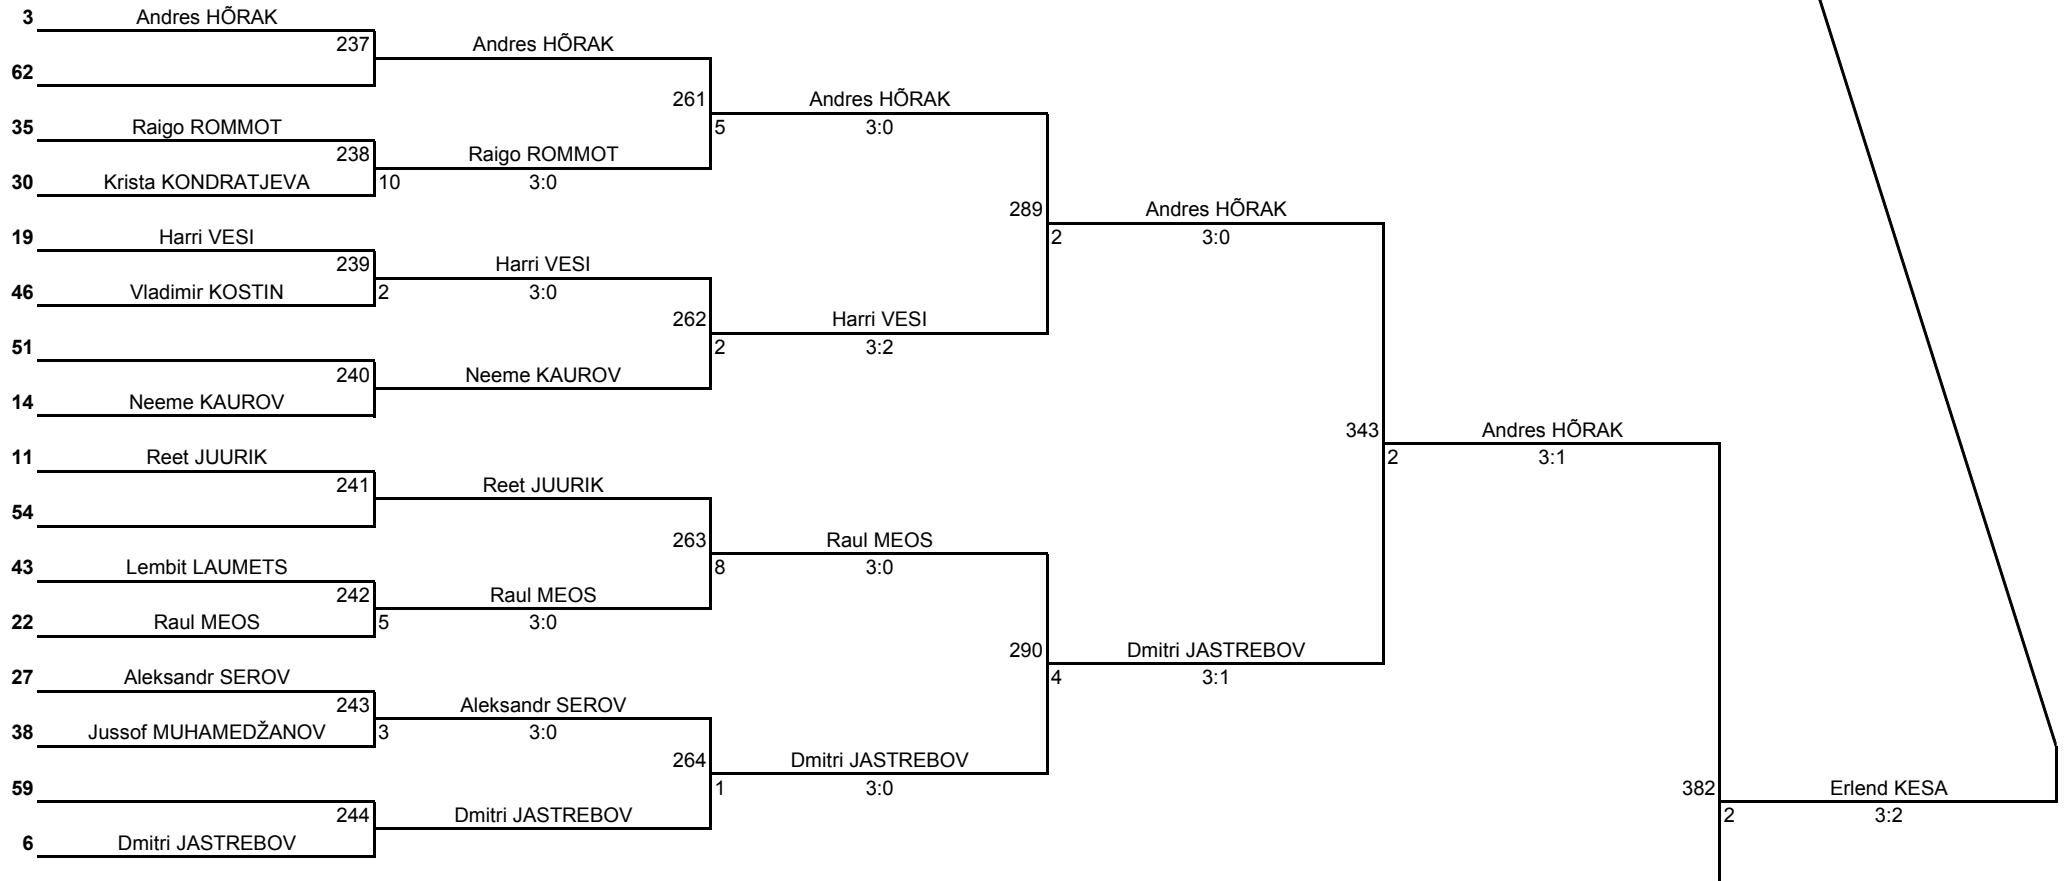 3 Andres HÕRAK
237 Andres HÕRAK
62
261 Andres HÕRAK
35 Raigo ROMMOT 5 3:0
238 Raigo ROMMOT
30 Krista KONDRATJEVA 10 3:0
289 Andres HÕRAK
19 Harri VESI 2 3:0
239 Harri VESI
46 Vladimir KOSTIN 2 3:0
262 Harri VESI
51 2 3:2
240 Neeme KAUROV
14 Neeme KAUROV
343 Andres HÕRAK
11 Reet JUURIK 2 3:1
241 Reet JUURIK
54
263 Raul MEOS
43 Lembit LAUMETS 8 3:0
242 Raul MEOS
22 Raul MEOS 5 3:0
290 Dmitri JASTREBOV
27 Aleksandr SEROV 4 3:1
243 Aleksandr SEROV
38 Jussof MUHAMEDŽANOV 3 3:0
264 Dmitri JASTREBOV
59 1 3:0 382 Erlend KESA
244 Dmitri JASTREBOV 2 3:2
6 Dmitri JASTREBOV